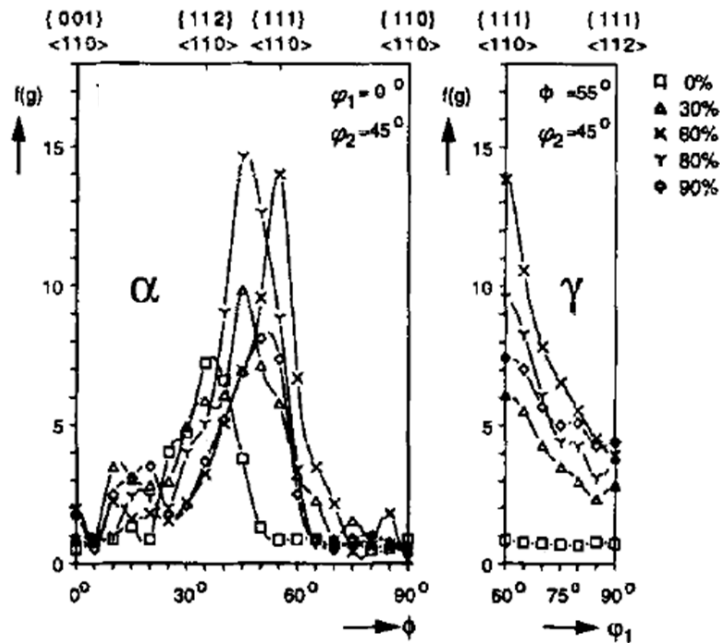 {001} {112} {111} {110} {111} {111}
<110> <110> <110> <110> <110> <112>
f(g) φ1 = 0° f(g) ϕ =55° □ 0%
φ2=45° φ2=45° △ 30%
15 15 × 60%
Y 80%
◇ 90%
10 α 10 γ
5 5
0 0
0° 30° 60° 90° 60° 75° 90°
ϕ φ1